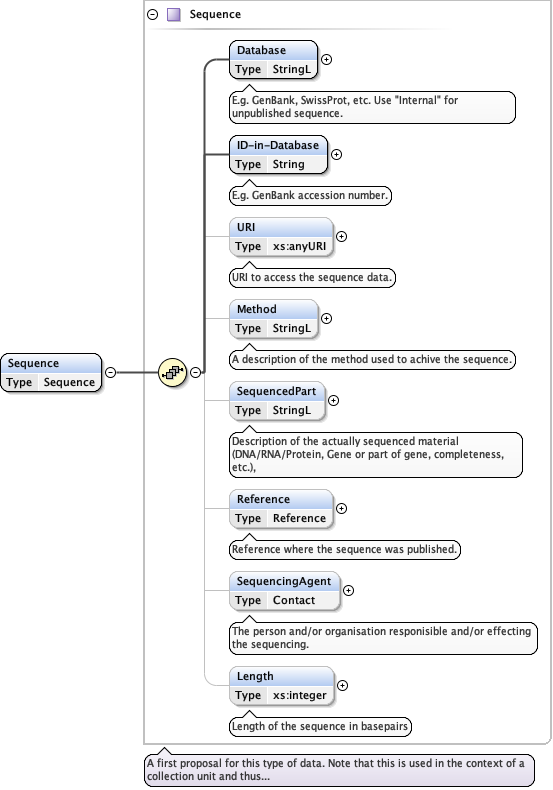 Sequence
Database
Type StringL
E.g. GenBank, SwissProt, etc. Use "Internal" for
unpublished sequence.
ID-in-Database
Type String
E.g. GenBank accession number.
URI
Type xs:anyURI
URI to access the sequence data.
Method
Type StringL
A description of the method used to achive the sequence.
Sequence
Type Sequence
SequencedPart
Type StringL
Description of the actually sequenced material
(DNA/RNA/Protein, Gene or part of gene, completeness,
etc.),
Reference
Type Reference
Reference where the sequence was published.
SequencingAgent
Type Contact
The person and/or organisation responisible and/or effecting
the sequencing.
Length
Type xs:integer
Length of the sequence in basepairs
A first proposal for this type of data. Note that this is used in the context of a
collection unit and thus...